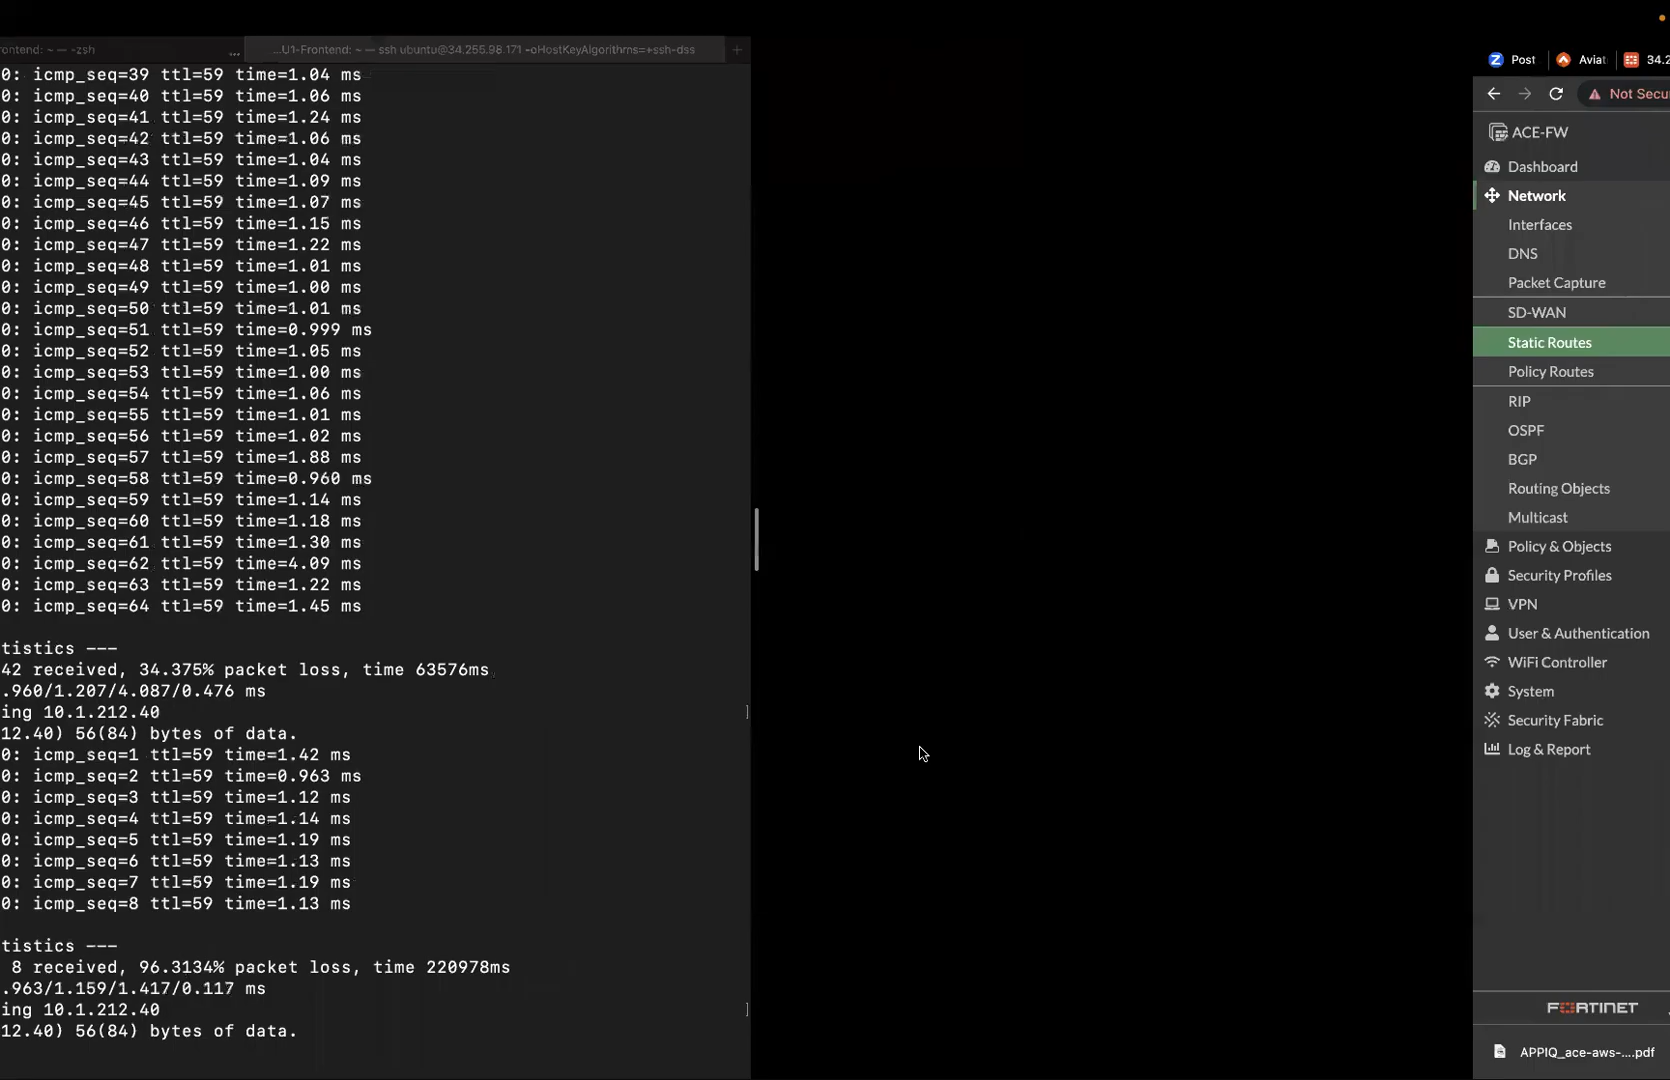 rontend: ~ — -zsh
...U1-Frontend: ~ — ssh ubuntu@34.255.98.171 -oHostKeyAlgorithms=+ssh-dss
+
0: icmp_seq=39 ttl=59 time=1.04 ms
0: icmp_seq=40 ttl=59 time=1.06 ms
0: icmp_seq=41 ttl=59 time=1.24 ms
0: icmp_seq=42 ttl=59 time=1.06 ms
0: icmp_seq=43 ttl=59 time=1.04 ms
0: icmp_seq=44 ttl=59 time=1.09 ms
0: icmp_seq=45 ttl=59 time=1.07 ms
0: icmp_seq=46 ttl=59 time=1.15 ms
0: icmp_seq=47 ttl=59 time=1.22 ms
0: icmp_seq=48 ttl=59 time=1.01 ms
0: icmp_seq=49 ttl=59 time=1.00 ms
0: icmp_seq=50 ttl=59 time=1.01 ms
0: icmp_seq=51 ttl=59 time=0.999 ms
0: icmp_seq=52 ttl=59 time=1.05 ms
0: icmp_seq=53 ttl=59 time=1.00 ms
0: icmp_seq=54 ttl=59 time=1.06 ms
0: icmp_seq=55 ttl=59 time=1.01 ms
0: icmp_seq=56 ttl=59 time=1.02 ms
0: icmp_seq=57 ttl=59 time=1.88 ms
0: icmp_seq=58 ttl=59 time=0.960 ms
0: icmp_seq=59 ttl=59 time=1.14 ms
0: icmp_seq=60 ttl=59 time=1.18 ms
0: icmp_seq=61 ttl=59 time=1.30 ms
0: icmp_seq=62 ttl=59 time=4.09 ms
0: icmp_seq=63 ttl=59 time=1.22 ms
0: icmp_seq=64 ttl=59 time=1.45 ms
tistics ---
42 received, 34.375% packet loss, time 63576ms
.960/1.207/4.087/0.476 ms
ing 10.1.212.40 ]
12.40) 56(84) bytes of data.
0: icmp_seq=1 ttl=59 time=1.42 ms
0: icmp_seq=2 ttl=59 time=0.963 ms
0: icmp_seq=3 ttl=59 time=1.12 ms
0: icmp_seq=4 ttl=59 time=1.14 ms
0: icmp_seq=5 ttl=59 time=1.19 ms
0: icmp_seq=6 ttl=59 time=1.13 ms
0: icmp_seq=7 ttl=59 time=1.19 ms
0: icmp_seq=8 ttl=59 time=1.13 ms
tistics ---
8 received, 96.3134% packet loss, time 220978ms
.963/1.159/1.417/0.117 ms
ing 10.1.212.40 ]
12.40) 56(84) bytes of data.
Post
Aviat
34.2
Not Secu
ACE-FW
Dashboard
Network
Interfaces
DNS
Packet Capture
SD-WAN
Static Routes
Policy Routes
RIP
OSPF
BGP
Routing Objects
Multicast
Policy & Objects
Security Profiles
VPN
User & Authentication
WiFi Controller
System
Security Fabric
Log & Report
FORTINET
APPIQ_ace-aws-....pdf